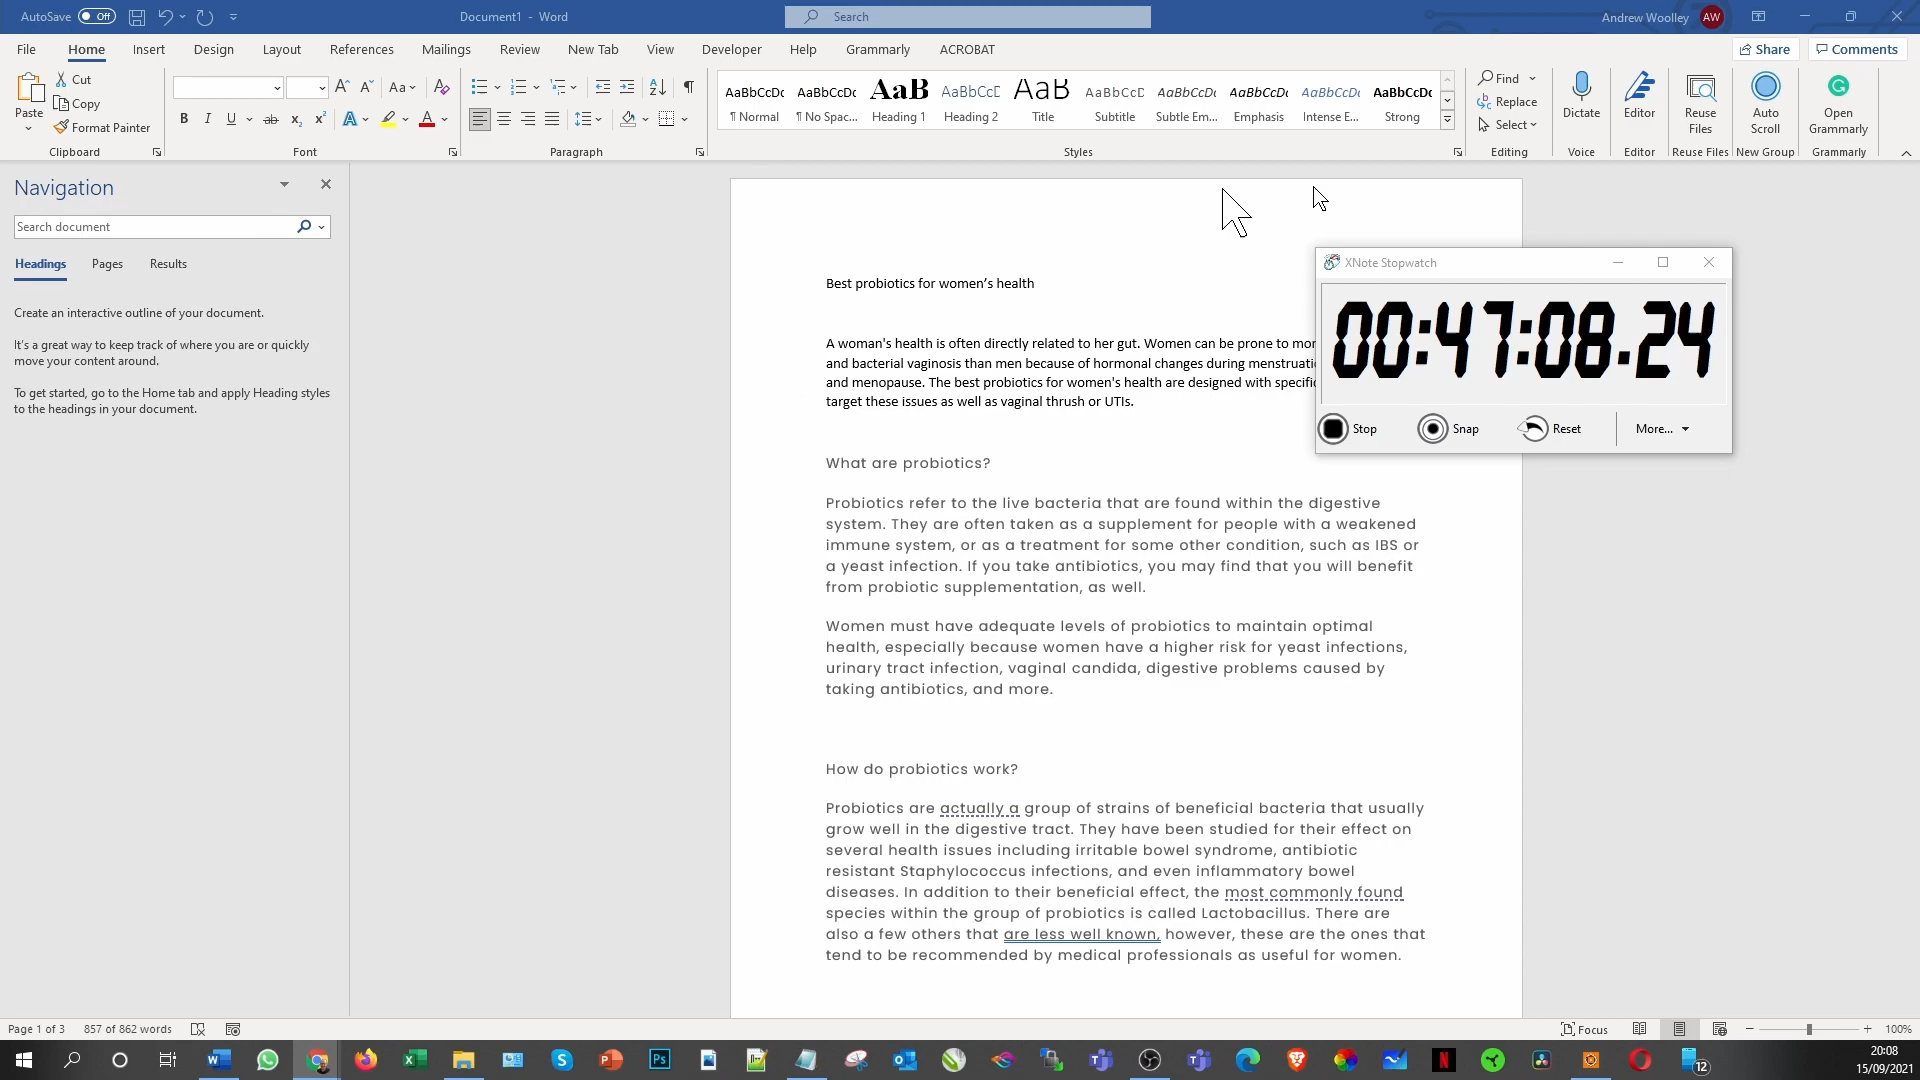 AutoSave Off Document1 - Word Search Andrew Woolley AW
File Home Insert Design Layout References Mailings Review New Tab View Developer Help Grammarly ACROBAT Share Comments
Paste
Cut
Copy
Format Painter
Clipboard
Font
Paragraph
AaBbCcDc AaBbCcDc AaB AaBbCcD AaB AaBbCcD AaBbCcDc AaBbCcDc AaBbCcDc AaBbCcDc
¶ Normal ¶ No Spac... Heading 1 Heading 2 Title Subtitle Subtle Em... Emphasis Intense E... Strong
Styles
Find
Replace
Select
Editing
Dictate
Voice
Editor
Editor
Reuse
Files
Reuse Files
Auto
Scroll
New Group
Open
Grammarly
Grammarly
Navigation
Search document
Headings Pages Results
Create an interactive outline of your document.
It's a great way to keep track of where you are or quickly
move your content around.
To get started, go to the Home tab and apply Heading styles
to the headings in your document.
Best probiotics for women’s health
A woman's health is often directly related to her gut. Women can be prone to
and bacterial vaginosis than men because of hormonal changes during
and menopause. The best probiotics for women's health are designed with
target these issues as well as vaginal thrush or UTIs.
What are probiotics?
Probiotics refer to the live bacteria that are found within the digestive
system. They are often taken as a supplement for people with a weakened
immune system, or as a treatment for some other condition, such as IBS or
a yeast infection. If you take antibiotics, you may find that you will benefit
from probiotic supplementation, as well.
Women must have adequate levels of probiotics to maintain optimal
health, especially because women have a higher risk for yeast infections,
urinary tract infection, vaginal candida, digestive problems caused by
taking antibiotics, and more.
How do probiotics work?
Probiotics are actually a group of strains of beneficial bacteria that usually
grow well in the digestive tract. They have been studied for their effect on
several health issues including irritable bowel syndrome, antibiotic
resistant Staphylococcus infections, and even inflammatory bowel
diseases. In addition to their beneficial effect, the most commonly found
species within the group of probiotics is called Lactobacillus. There are
also a few others that are less well known, however, these are the ones that
tend to be recommended by medical professionals as useful for women.
XNote Stopwatch
00:47:08.24
Stop Snap Reset More...
Page 1 of 3 857 of 862 words Focus 100%
20:08
15/09/2021
12